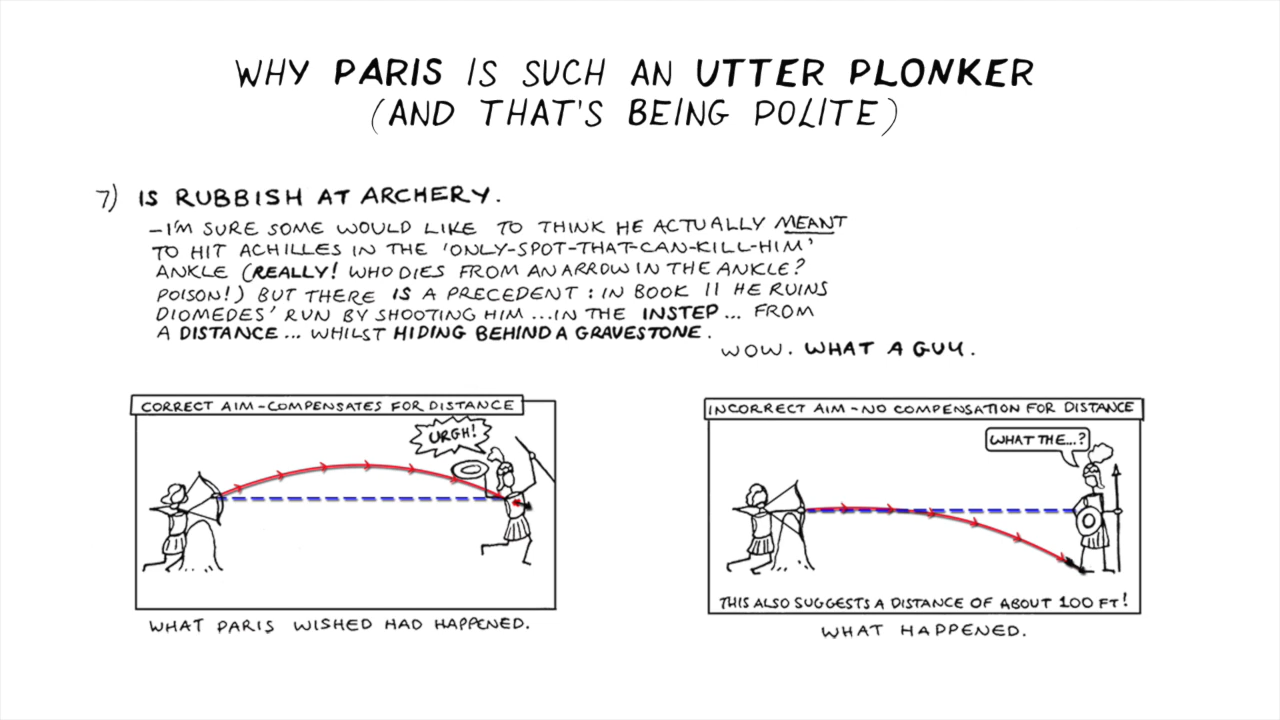 WHY PARIS IS SUCH AN UTTER PLONKER
(AND THAT'S BEING POLITE)
7) IS RUBBISH AT ARCHERY.
- I'M SURE SOME WOULD LIKE TO THINK HE ACTUALLY MEANT
TO HIT ACHILLES IN THE 'ONLY-SPOT-THAT-CAN-KILL-HIM'
ANKLE (REALLY! WHO DIES FROM AN ARROW IN THE ANKLE?
POISON!) BUT THERE IS A PRECEDENT: IN BOOK 11 HE RUINS
DIOMEDES' RUN BY SHOOTING HIM ...IN THE INSTEP... FROM
A DISTANCE... WHILST HIDING BEHIND A GRAVESTONE.
WOW. WHAT A GUY.
CORRECT AIM - COMPENSATES FOR DISTANCE
URGH!
WHAT PARIS WISHED HAD HAPPENED.
INCORRECT AIM - NO COMPENSATION FOR DISTANCE
WHAT THE...?
THIS ALSO SUGGESTS A DISTANCE OF ABOUT 100 FT!
WHAT HAPPENED.